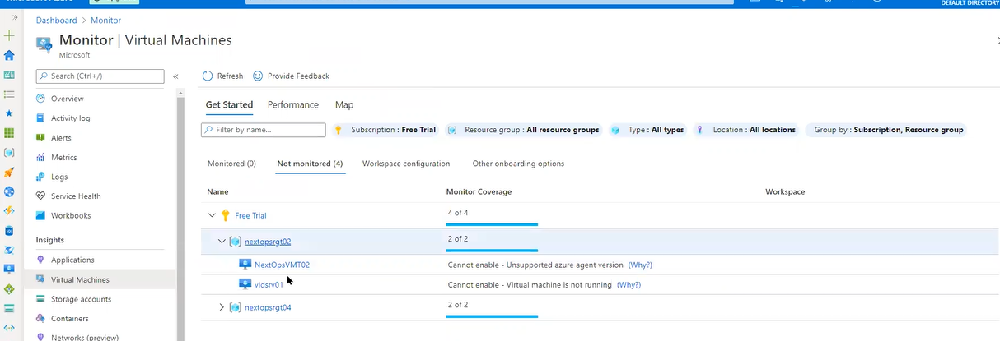 DEFAULT DIRECTORY
Dashboard > Monitor
Monitor | Virtual Machines
Microsoft
Search (Ctrl+/)
Overview
Activity log
Alerts
Metrics
Logs
Service Health
Workbooks
Insights
Applications
Virtual Machines
Storage accounts
Containers
Networks (preview)
Refresh Provide Feedback
Get Started Performance Map
Filter by name... Subscription : Free Trial Resource group : All resource groups Type : All types Location : All locations Group by : Subscription, Resource group
Monitored (0) Not monitored (4) Workspace configuration Other onboarding options
Name Monitor Coverage Workspace
Free Trial 4 of 4
nextopsrgt02 2 of 2
NextOpsVMT02 Cannot enable - Unsupported azure agent version (Why?)
vidsrv01 Cannot enable - Virtual machine is not running (Why?)
nextopsrgt04 2 of 2